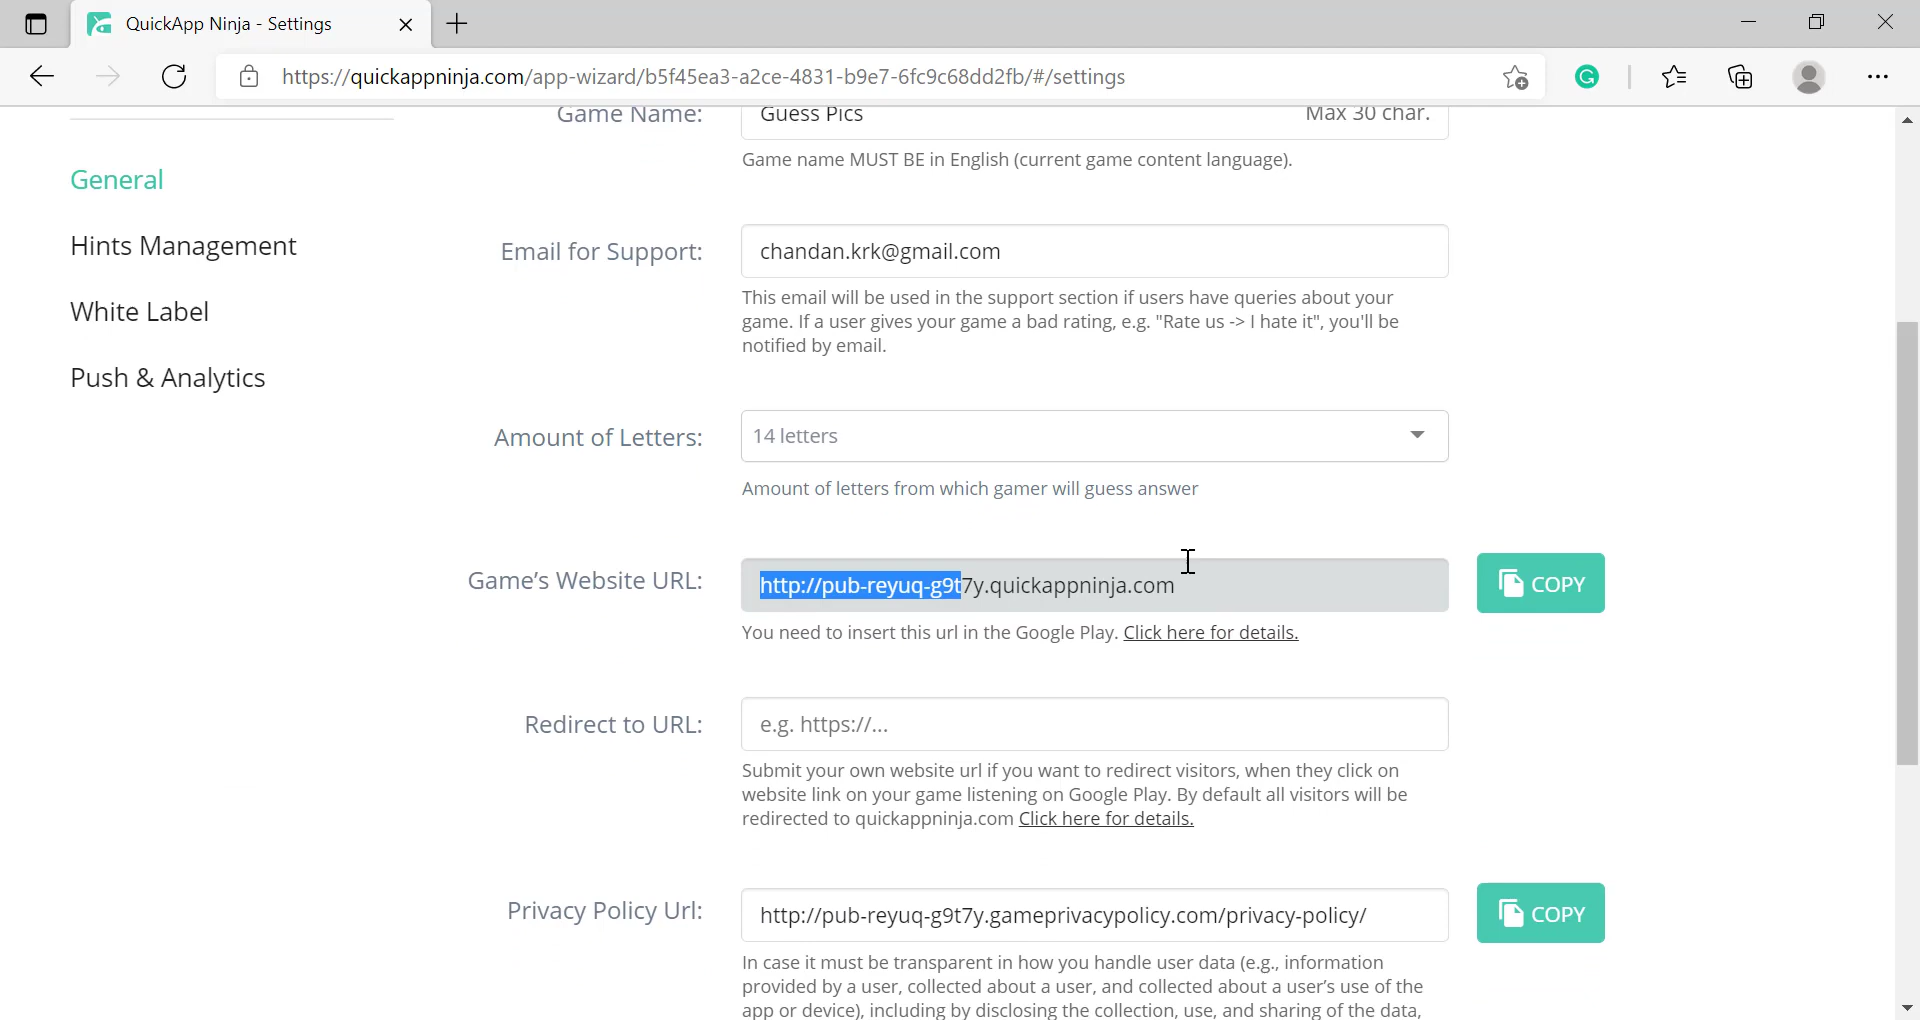 QuickApp Ninja - Settings
https://quickappninja.com/app-wizard/b5f45ea3-a2ce-4831-b9e7-6fc9c68dd2fb/#/settings
Game Name: Guess Pics Max 30 char.
Game name MUST BE in English (current game content language).
General
Hints Management
White Label
Push & Analytics
Email for Support: chandan.krk@gmail.com
This email will be used in the support section if users have queries about your
game. If a user gives your game a bad rating, e.g. "Rate us -> I hate it", you'll be
notified by email.
Amount of Letters: 14 letters
Amount of letters from which gamer will guess answer
Game's Website URL: http://pub-reyuq-g9t7y.quickappninja.com COPY
You need to insert this url in the Google Play. Click here for details.
Redirect to URL: e.g. https://...
Submit your own website url if you want to redirect visitors, when they click on
website link on your game listening on Google Play. By default all visitors will be
redirected to quickappninja.com Click here for details.
Privacy Policy Url: http://pub-reyuq-g9t7y.gameprivacypolicy.com/privacy-policy/ COPY
In case it must be transparent in how you handle user data (e.g., information
provided by a user, collected about a user, and collected about a user's use of the
app or device), including by disclosing the collection, use, and sharing of the data,